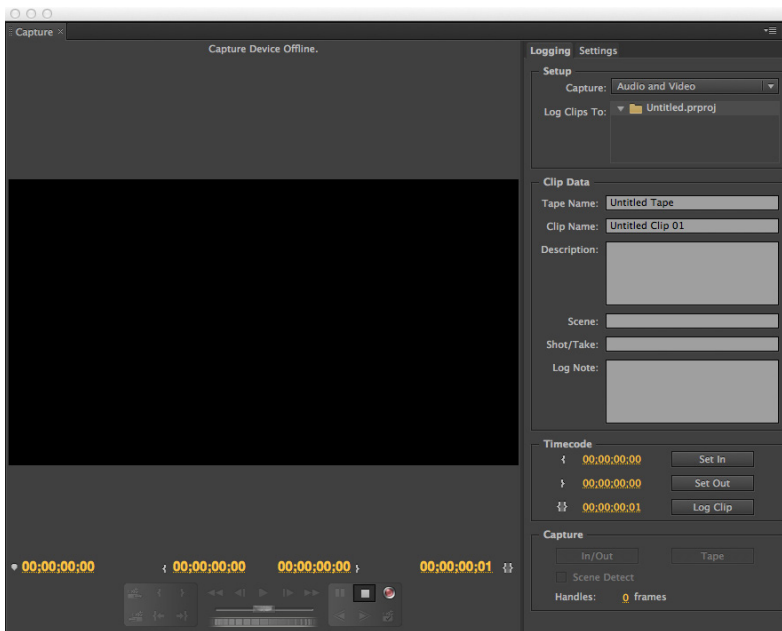 Capture
Capture Device Offline.
00;00;00;00
00;00;00;00
00;00;00;00
00;00;00;01
Logging Settings
Setup
Capture: Audio and Video
Log Clips To: Untitled.prproj
Clip Data
Tape Name: Untitled Tape
Clip Name: Untitled Clip 01
Description:
Scene:
Shot/Take:
Log Note:
Timecode
00;00;00;00 Set In
00;00;00;00 Set Out
00;00;00;01 Log Clip
Capture
In/Out Tape
Scene Detect
Handles: 0 frames